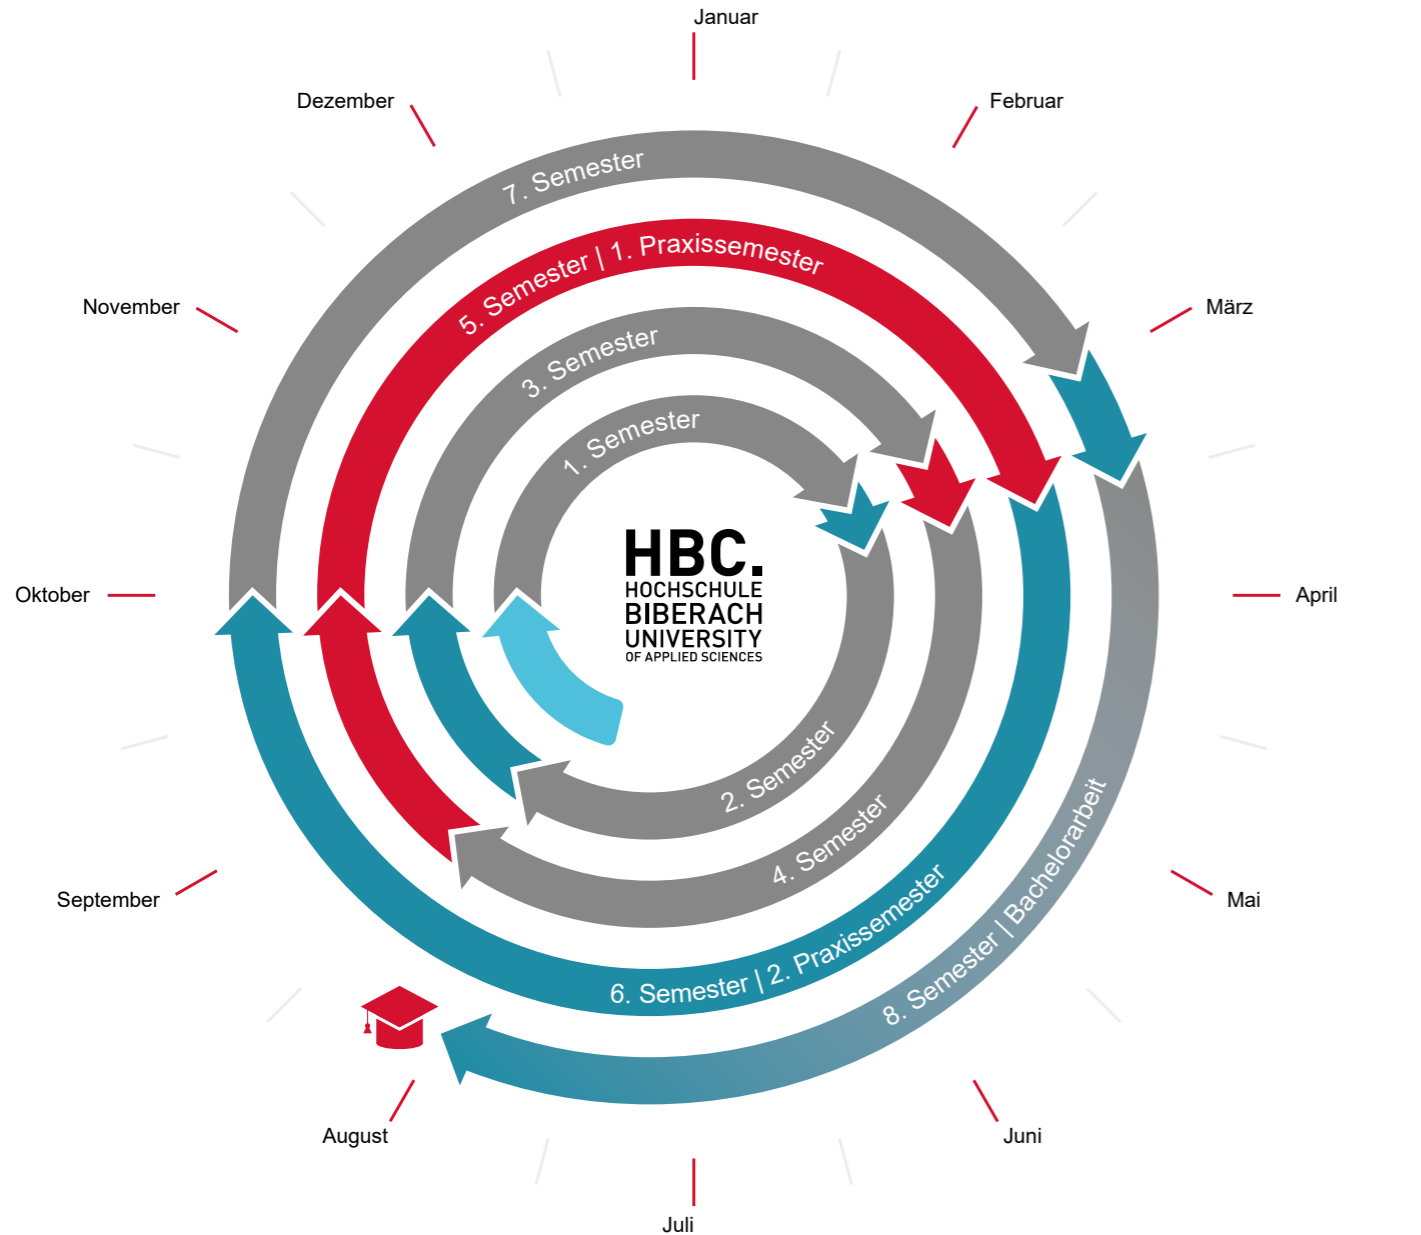 Januar
Dezember
Februar
7. Semester
5. Semester | 1. Praxissemester
November
März
3. Semester
1. Semester
HBC.
HOCHSCHULE
BIBERACH
UNIVERSITY
OF APPLIED SCIENCES
Oktober
April
2. Semester
4. Semester
6. Semester | 2. Praxissemester
8. Semester | Bachelorarbeit
September
Mai
August
Juni
Juli